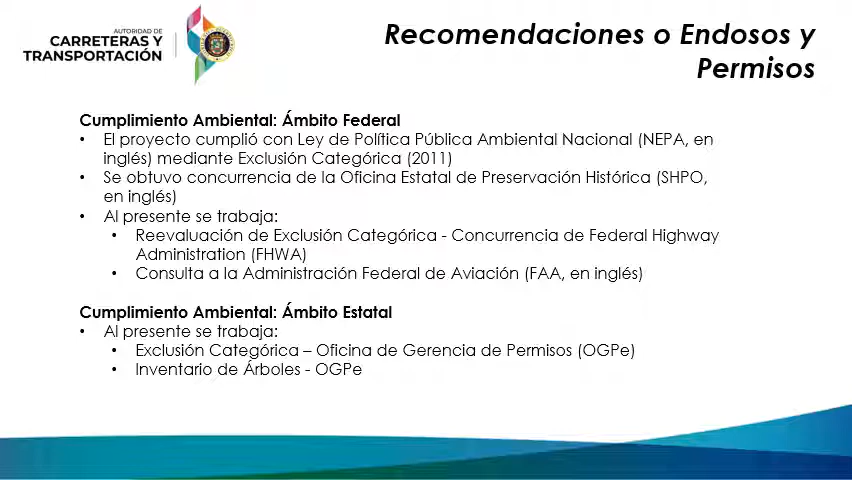 AUTORIDAD DE
CARRETERAS Y
TRANSPORTACIÓN
Recomendaciones o Endosos y
Permisos
Cumplimiento Ambiental: Ámbito Federal
• El proyecto cumplió con Ley de Política Pública Ambiental Nacional (NEPA, en
inglés) mediante Exclusión Categórica (2011)
• Se obtuvo concurrencia de la Oficina Estatal de Preservación Histórica (SHPO,
en inglés)
• Al presente se trabaja:
• Reevaluación de Exclusión Categórica - Concurrencia de Federal Highway
Administration (FHWA)
• Consulta a la Administración Federal de Aviación (FAA, en inglés)
Cumplimiento Ambiental: Ámbito Estatal
• Al presente se trabaja:
• Exclusión Categórica – Oficina de Gerencia de Permisos (OGPe)
• Inventario de Árboles - OGPe